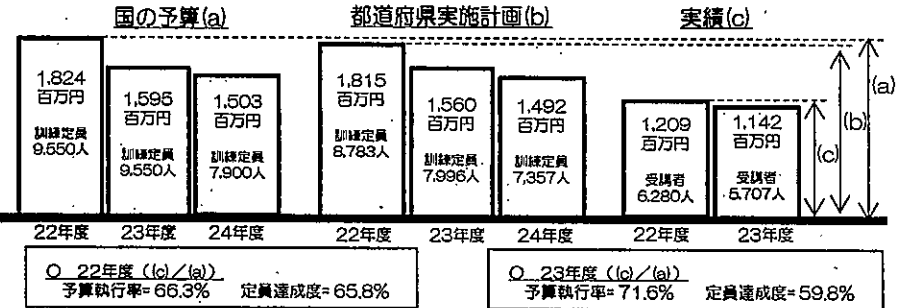 国の予算(a)
1,824
百万円
訓練定員
9,550人
1,595
百万円
訓練定員
9,550人
1,503
百万円
訓練定員
7,900人
22年度 23年度 24年度
都道府県実施計画(b)
1,815
百万円
訓練定員
8,783人
1,560
百万円
訓練定員
7,996人
1,492
百万円
訓練定員
7,357人
22年度 23年度 24年度
実績(c)
1,209
百万円
受講者
6,280人
1,142
百万円
受講者
5,707人
22年度 23年度
(c)
(b)
(a)
○ 22年度 ((c)/(a))
予算執行率=66.3% 定員達成度=65.8%
○ 23年度 ((c)/(a))
予算執行率=71.6% 定員達成度=59.8%